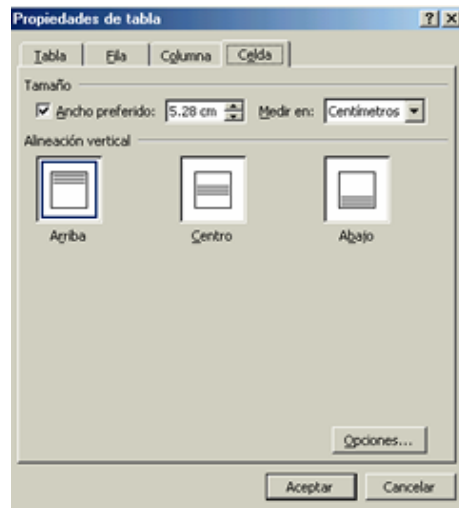 Propiedades de tabla
Tabla Fila Columna Celda
Tamaño
Ancho preferido: 5.28 cm Medir en: Centímetros
Alineación vertical
Arriba Centro Abajo
Opciones...
Aceptar Cancelar